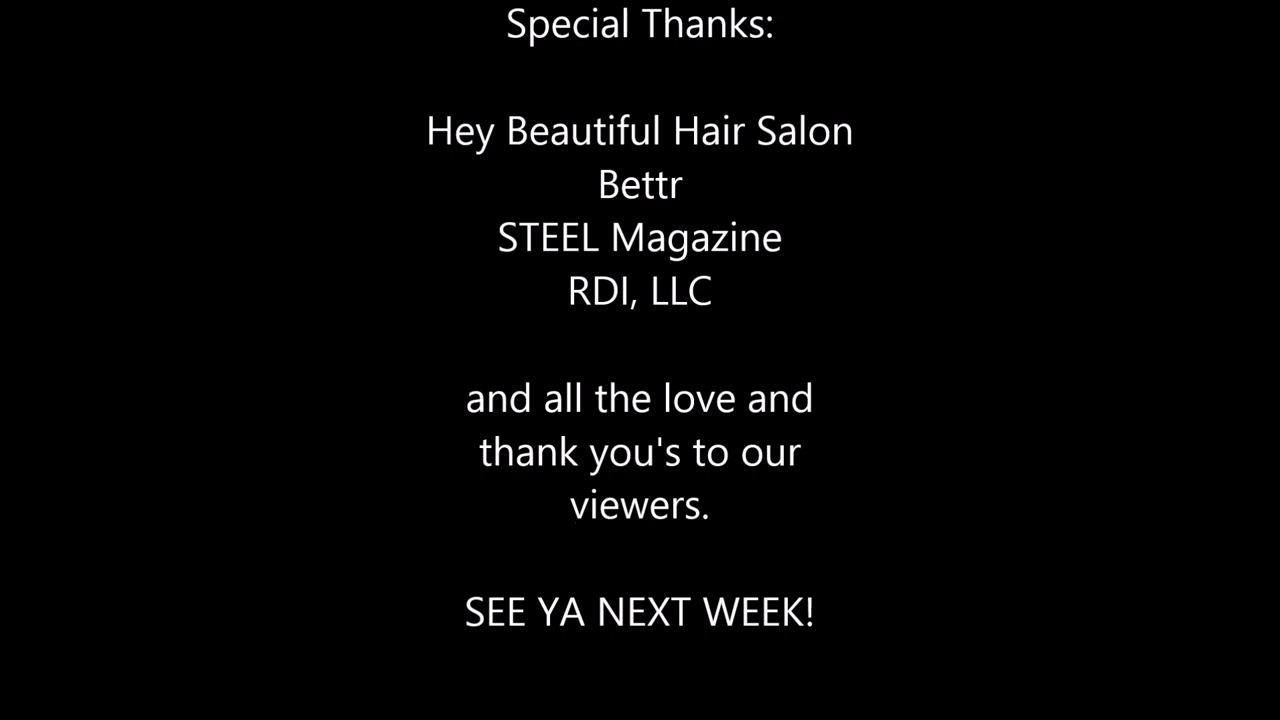 Special Thanks:
Hey Beautiful Hair Salon
Bettr
STEEL Magazine
RDI, LLC
and all the love and
thank you's to our
viewers.
SEE YA NEXT WEEK!